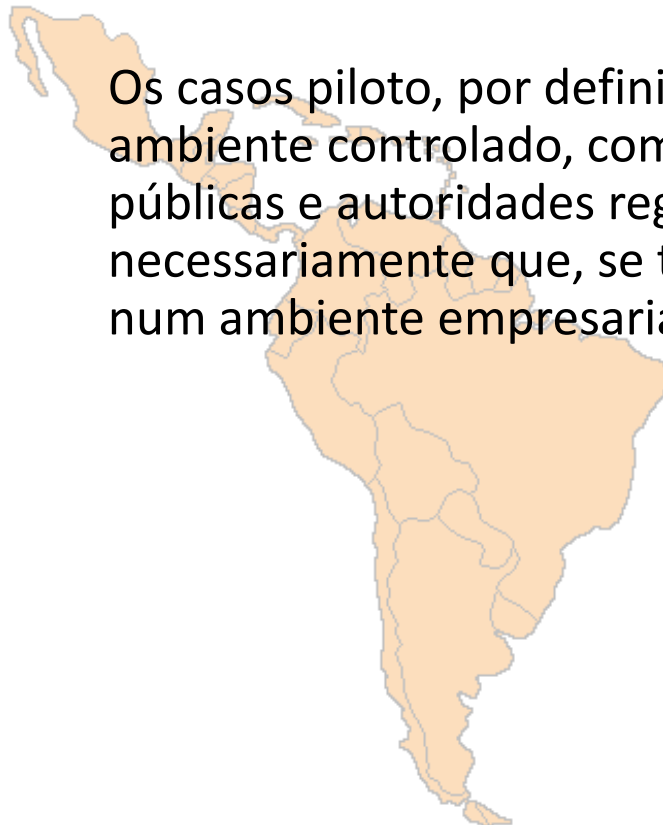 Os casos piloto, por defini
ambiente controlado, com
públicas e autoridades reg
necessariamente que, se t
num ambiente empresaria